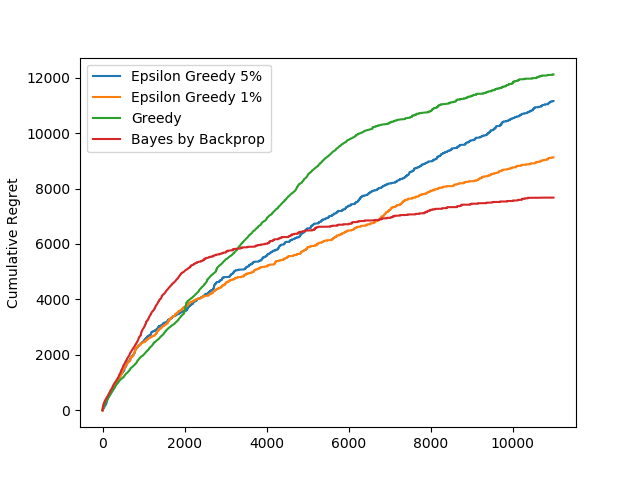 12000
10000
8000
6000
4000
2000
0
Cumulative Regret
Epsilon Greedy 5%
Epsilon Greedy 1%
Greedy
Bayes by Backprop
0 2000 4000 6000 8000 10000